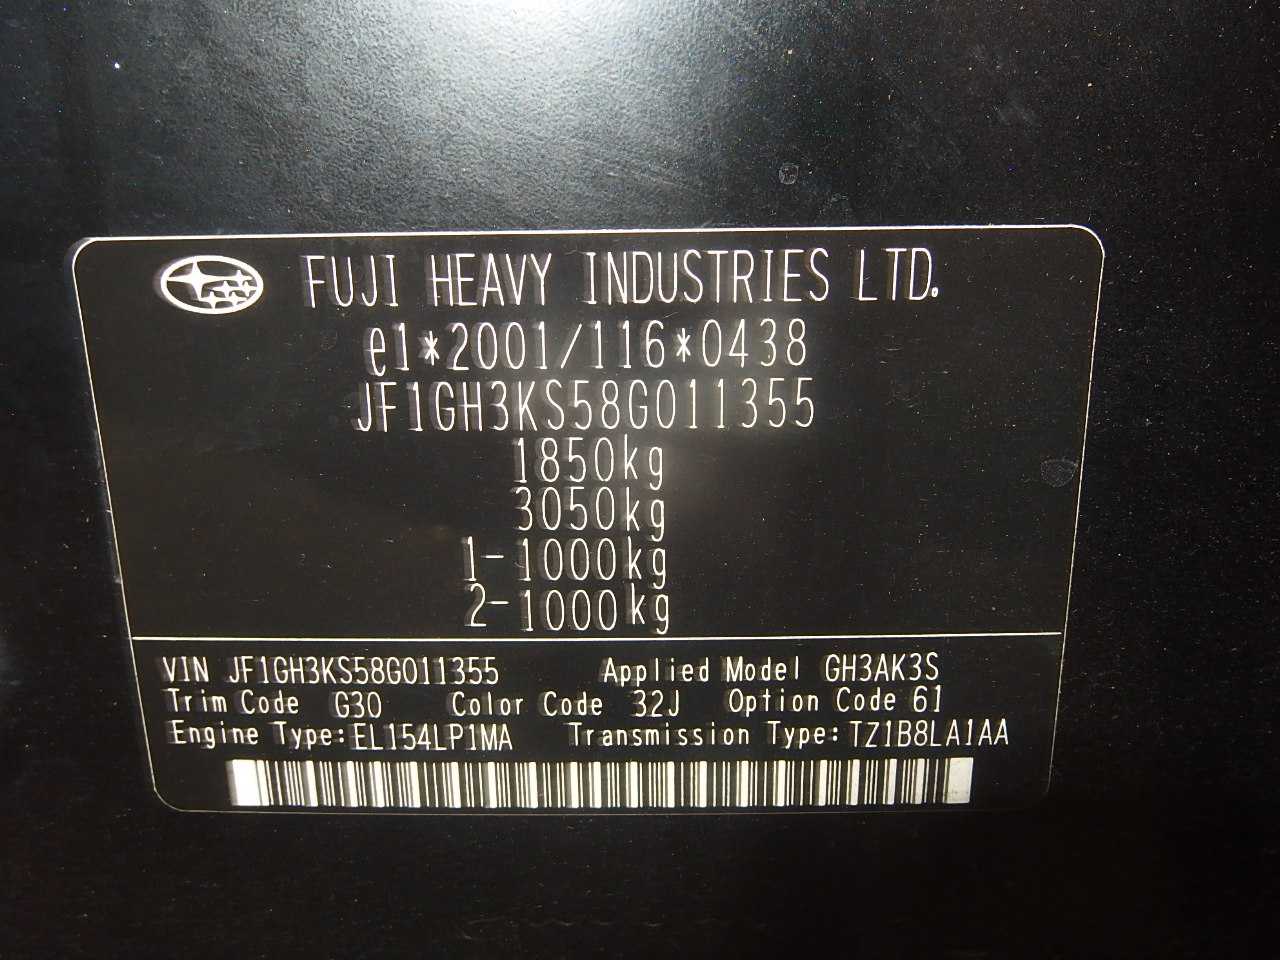 FUJI HEAVY INDUSTRIES LTD.
e1*2001/116*0438
JF1GH3KS58G011355
1850kg
3050kg
1-1000kg
2-1000kg
VIN JF1GH3KS58G011355 Applied Model GH3AK3S
Trim Code G30 Color Code 32J Option Code 61
Engine Type:EL154LP1MA Transmission Type:TZ1B8LA1AA